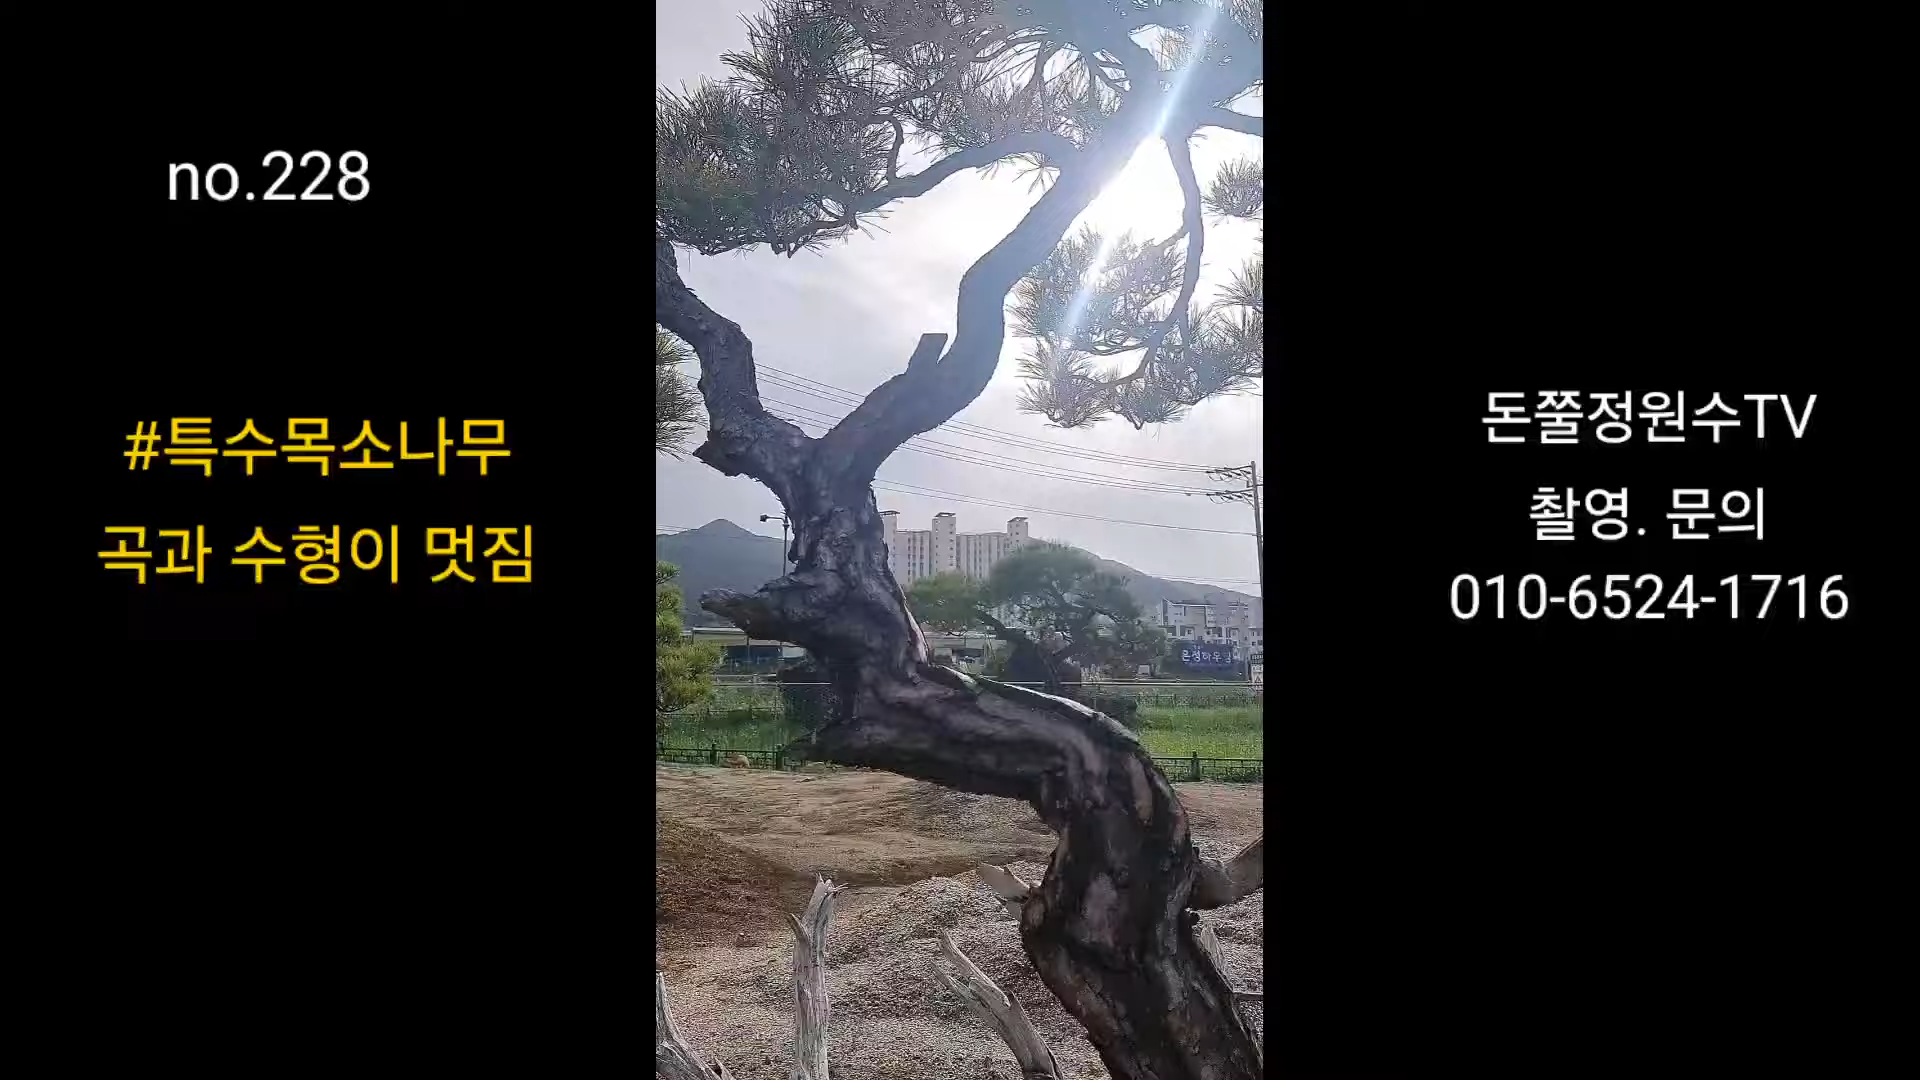 no.228
#특수목소나무
곡과 수형이 멋짐
돈쭐정원수TV
촬영. 문의
010-6524-1716